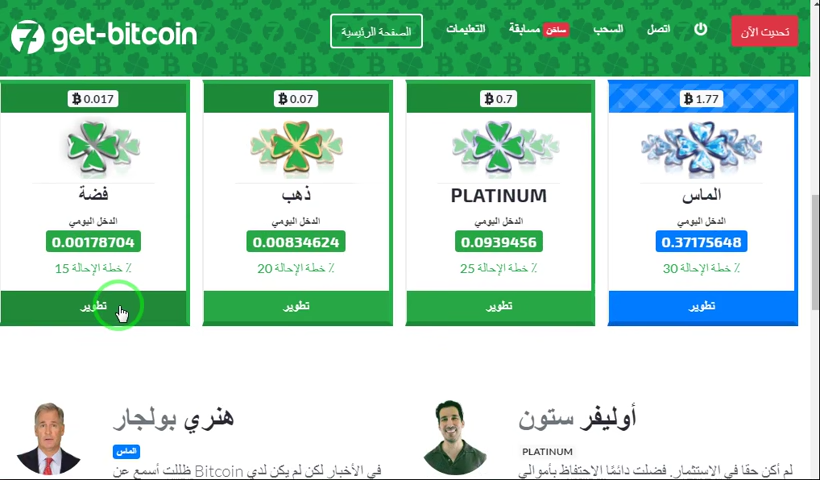 get-bitcoin
الصفحة الرئيسية
التعليمات
مسابقة ساخن
السحب
اتصل
تحديث الآن
0.017
فضة
الدخل اليومي
0.00178704
٪ خطة الإحالة 15
تطوير
0.07
ذهب
الدخل اليومي
0.00834624
٪ خطة الإحالة 20
تطوير
0.7
PLATINUM
الدخل اليومي
0.0939456
٪ خطة الإحالة 25
تطوير
1.77
الماس
الدخل اليومي
0.37175648
٪ خطة الإحالة 30
تطوير
هنري بولجار
الماس
في الأخبار لكن لم يكن لدي Bitcoin ظللت أسمع عن
أوليفر ستون
PLATINUM
لم أكن حقا في الاستثمار. فضلت دائمًا الاحتفاظ بأموالي